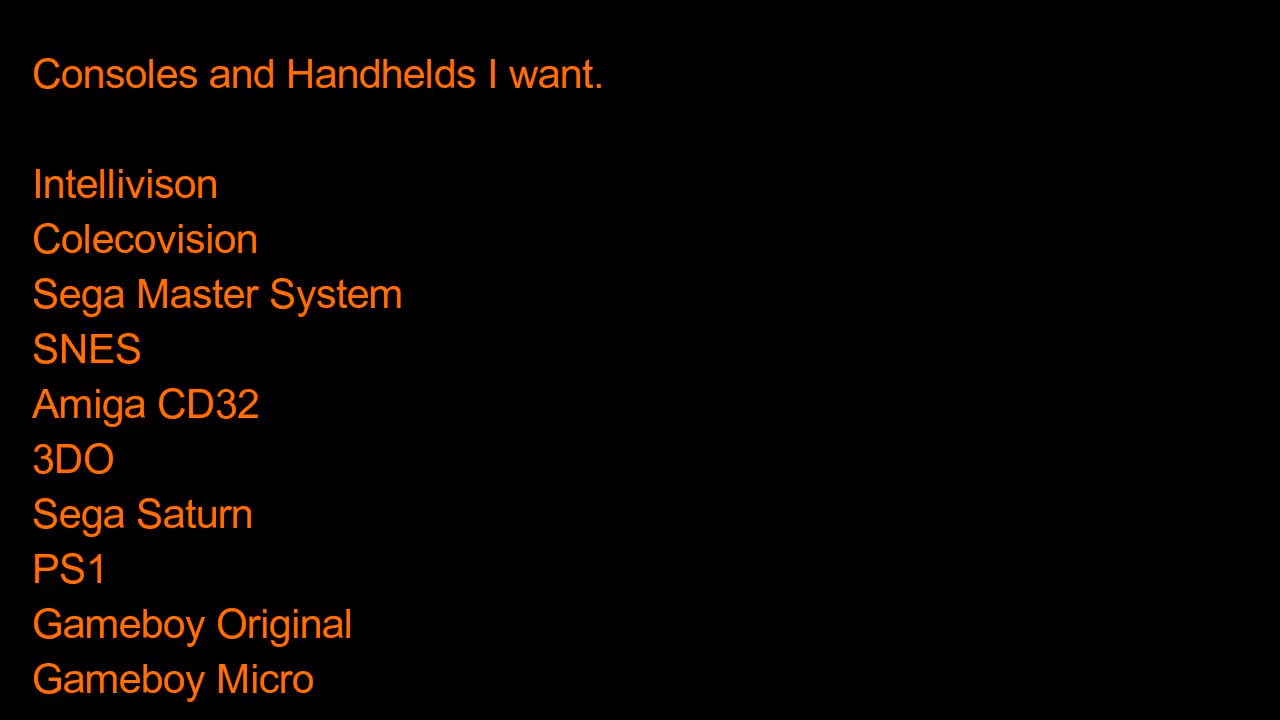 Consoles and Handhelds I want.
Intellivison
Colecovision
Sega Master System
SNES
Amiga CD32
3DO
Sega Saturn
PS1
Gameboy Original
Gameboy Micro